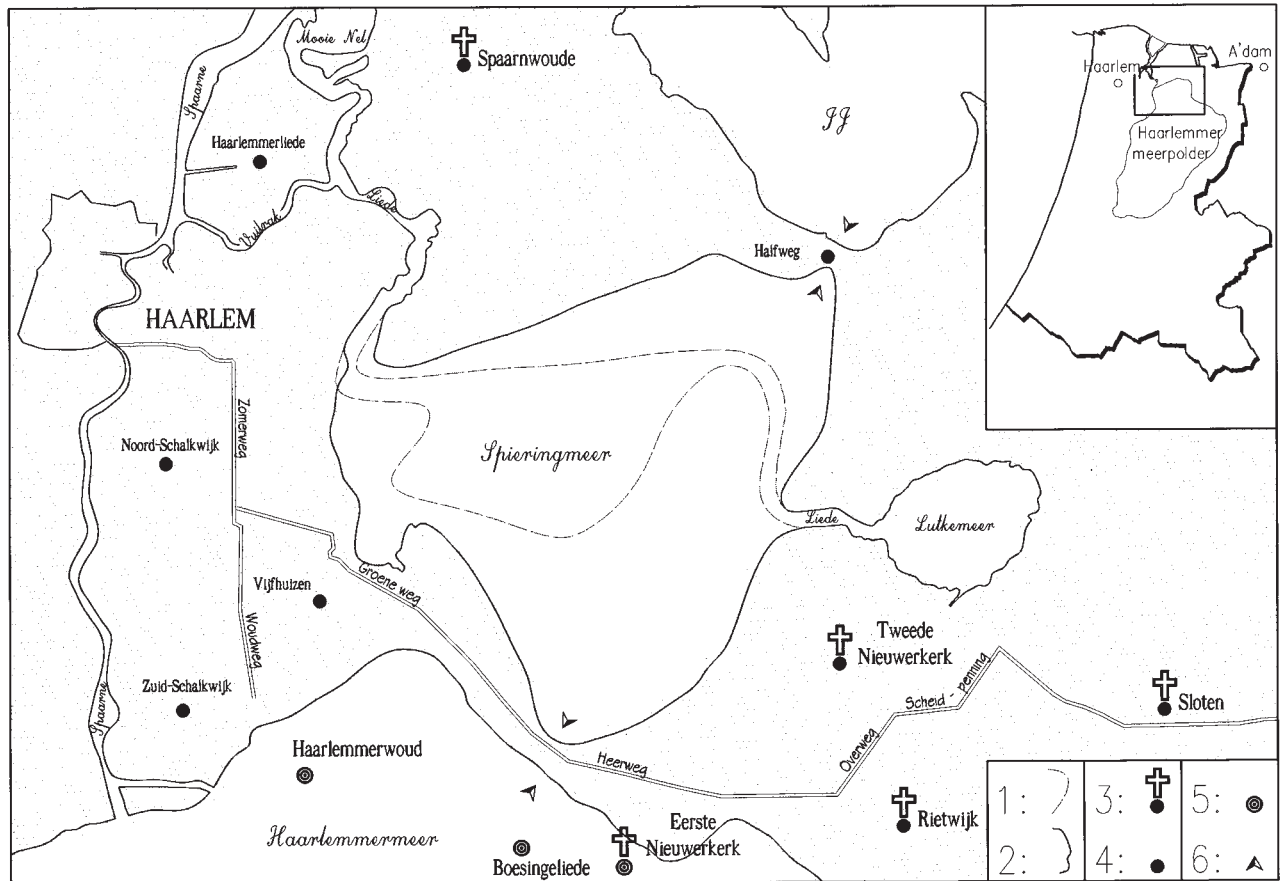 Mooie Nel
Spaarne
Spaarnwoude
Haarlemmerliede
IJ
Liede
Vuilrak
Halfweg
HAARLEM
Zomerweg
Noord-Schalkwijk
Spieringmeer
Liede
Lutkemeer
Vijfhuizen
Groene weg
Woudweg
Tweede
Nieuwerkerk
Zuid-Schalkwijk
Spaarne
Scheid - penning
Sloten
Haarlemmerwoud
Heerweg
Overweg
Haarlemmermeer
Boesingeliede
Eerste
Nieuwerkerk
Rietwijk
A'dam
Haarlem
Haarlemmer
meerpolder
1:
2:
3:
4:
5:
6: